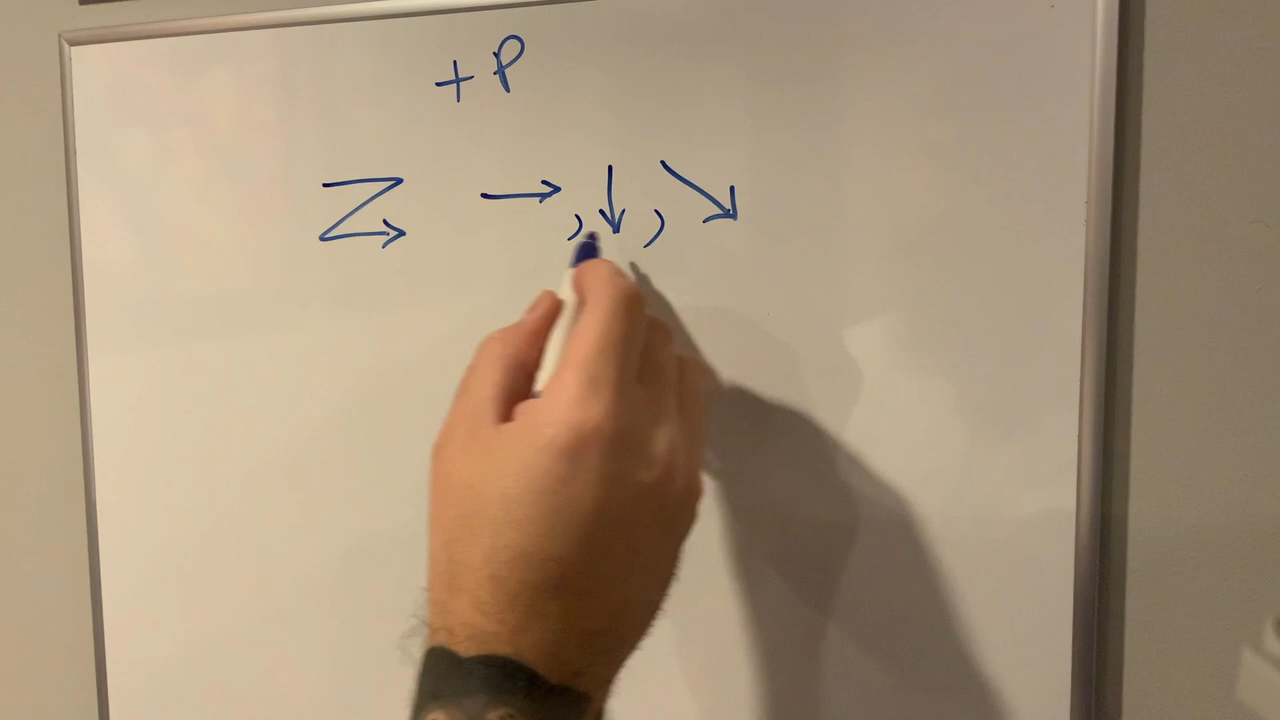 + P
Z → , ↓ , ↘